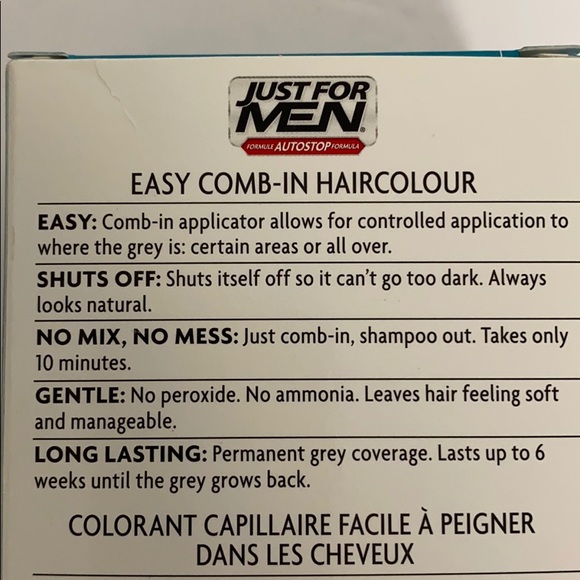 JUST FOR
MEN®
FORMULE AUTOSTOP FORMULA
EASY COMB-IN HAIRCOLOUR
EASY: Comb-in applicator allows for controlled application to
where the grey is: certain areas or all over.
SHUTS OFF: Shuts itself off so it can't go too dark. Always
looks natural.
NO MIX, NO MESS: Just comb-in, shampoo out. Takes only
10 minutes.
GENTLE: No peroxide. No ammonia. Leaves hair feeling soft
and manageable.
LONG LASTING: Permanent grey coverage. Lasts up to 6
weeks until the grey grows back.
COLORANT CAPILLAIRE FACILE À PEIGNER
DANS LES CHEVEUX